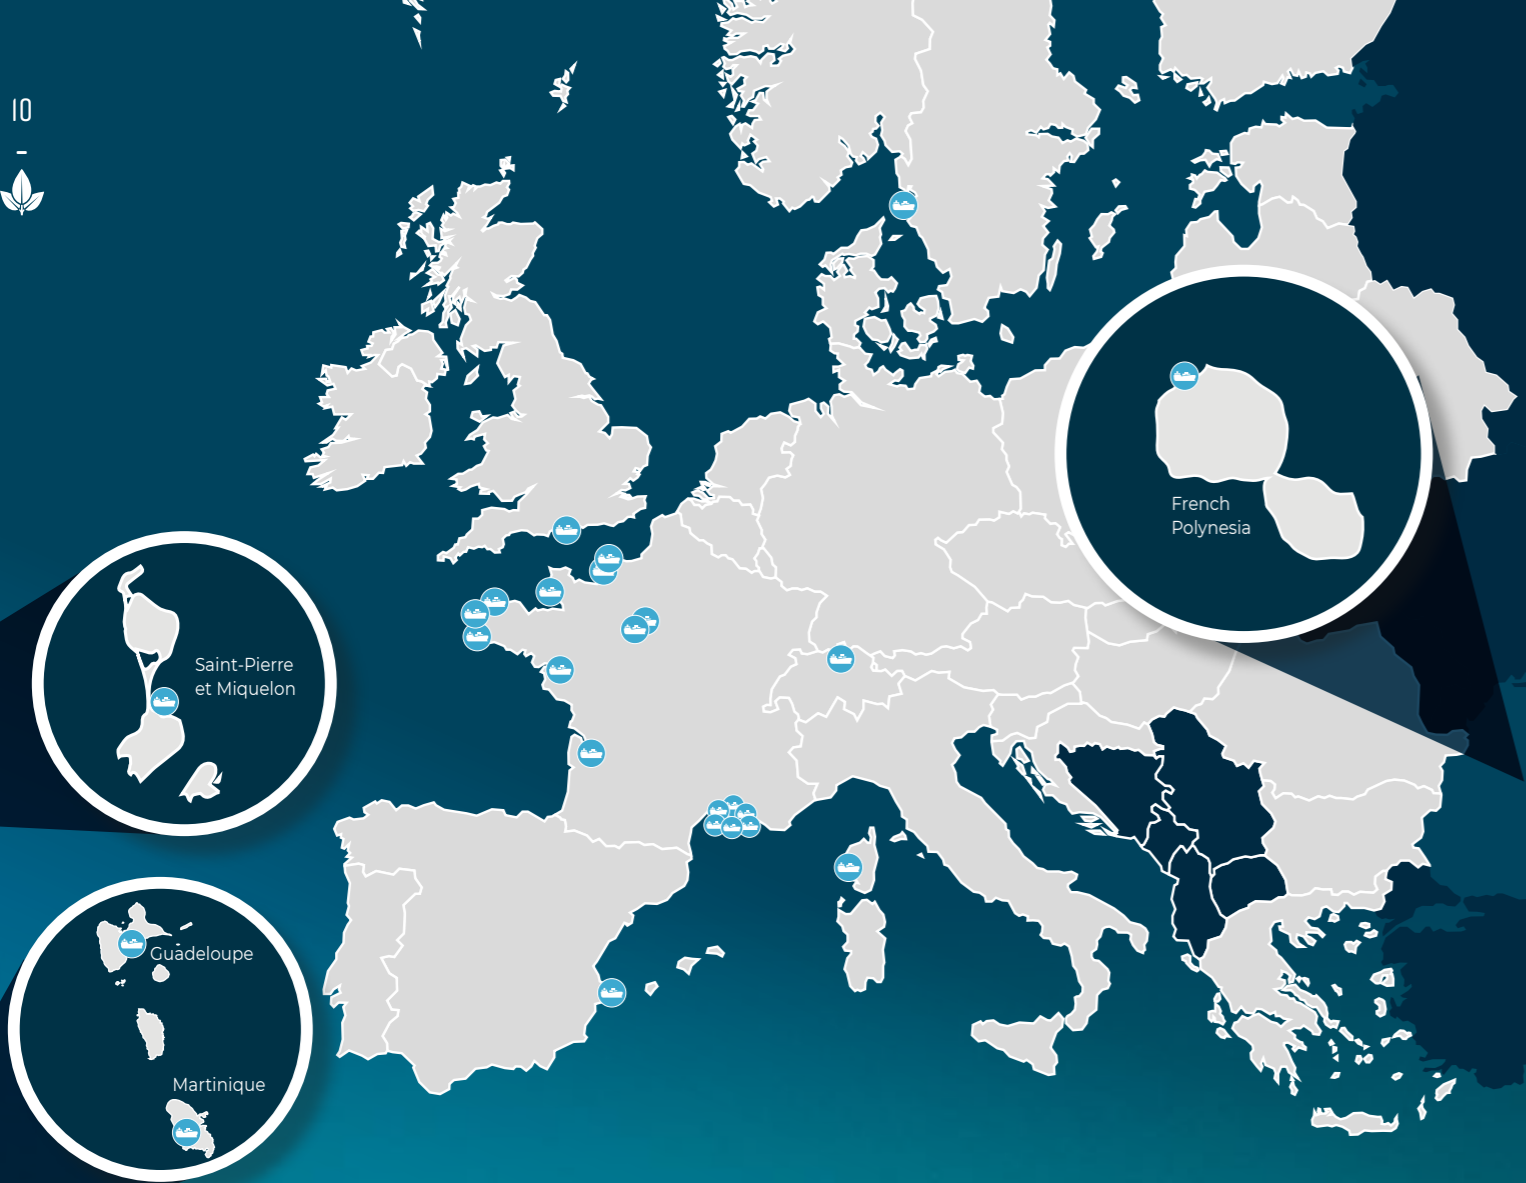 10
–
French
Polynesia
Saint-Pierre
et Miquelon
Guadeloupe
Martinique